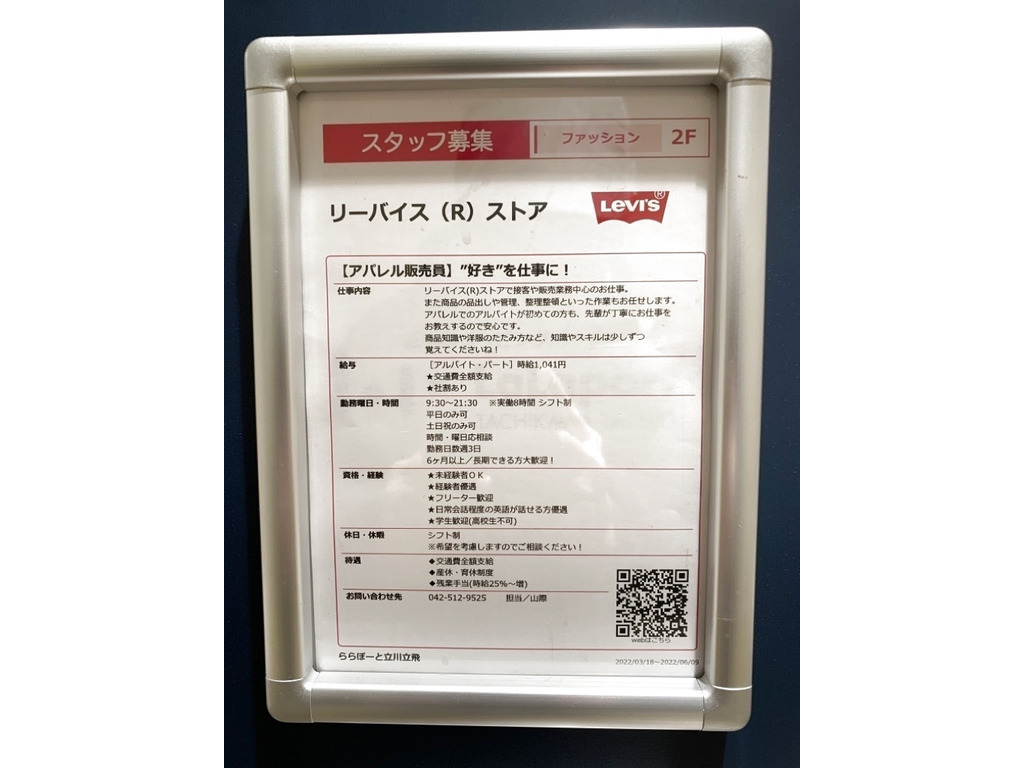 スタッフ募集 ファッション 2F
リーバイス（R）ストア LEVI'S ®
【アパレル販売員】”好き”を仕事に！
仕事内容 リーバイス(R)ストアで接客や販売業務中心のお仕事。
また商品の品出しや管理、整理整頓といった作業もお任せします。
アパレルでのアルバイトが初めての方も、先輩が丁寧にお仕事を
お教えするので安心です。
商品知識や洋服のたたみ方など、知識やスキルは少しずつ
覚えてくださいね！
給与 ［アルバイト・パート］時給1,041円
★交通費全額支給
★社割あり
勤務曜日・時間 9:30～21:30 ※実働8時間 シフト制
平日のみ可
土日祝のみ可
時間・曜日応相談
勤務日数週3日
6ヶ月以上／長期できる方大歓迎！
資格・経験 ★未経験者ＯＫ
★経験者優遇
★フリーター歓迎
★日常会話程度の英語が話せる方優遇
★学生歓迎(高校生不可)
休日・休暇 シフト制
※希望を考慮しますのでご相談ください！
待遇 ◆交通費全額支給
◆産休・育休制度
◆残業手当(時給25%～増)
お問い合わせ先 042-512-9525 担当／山際
webはこちら
ららぽーと立川立飛 2022/03/18～2022/06/09